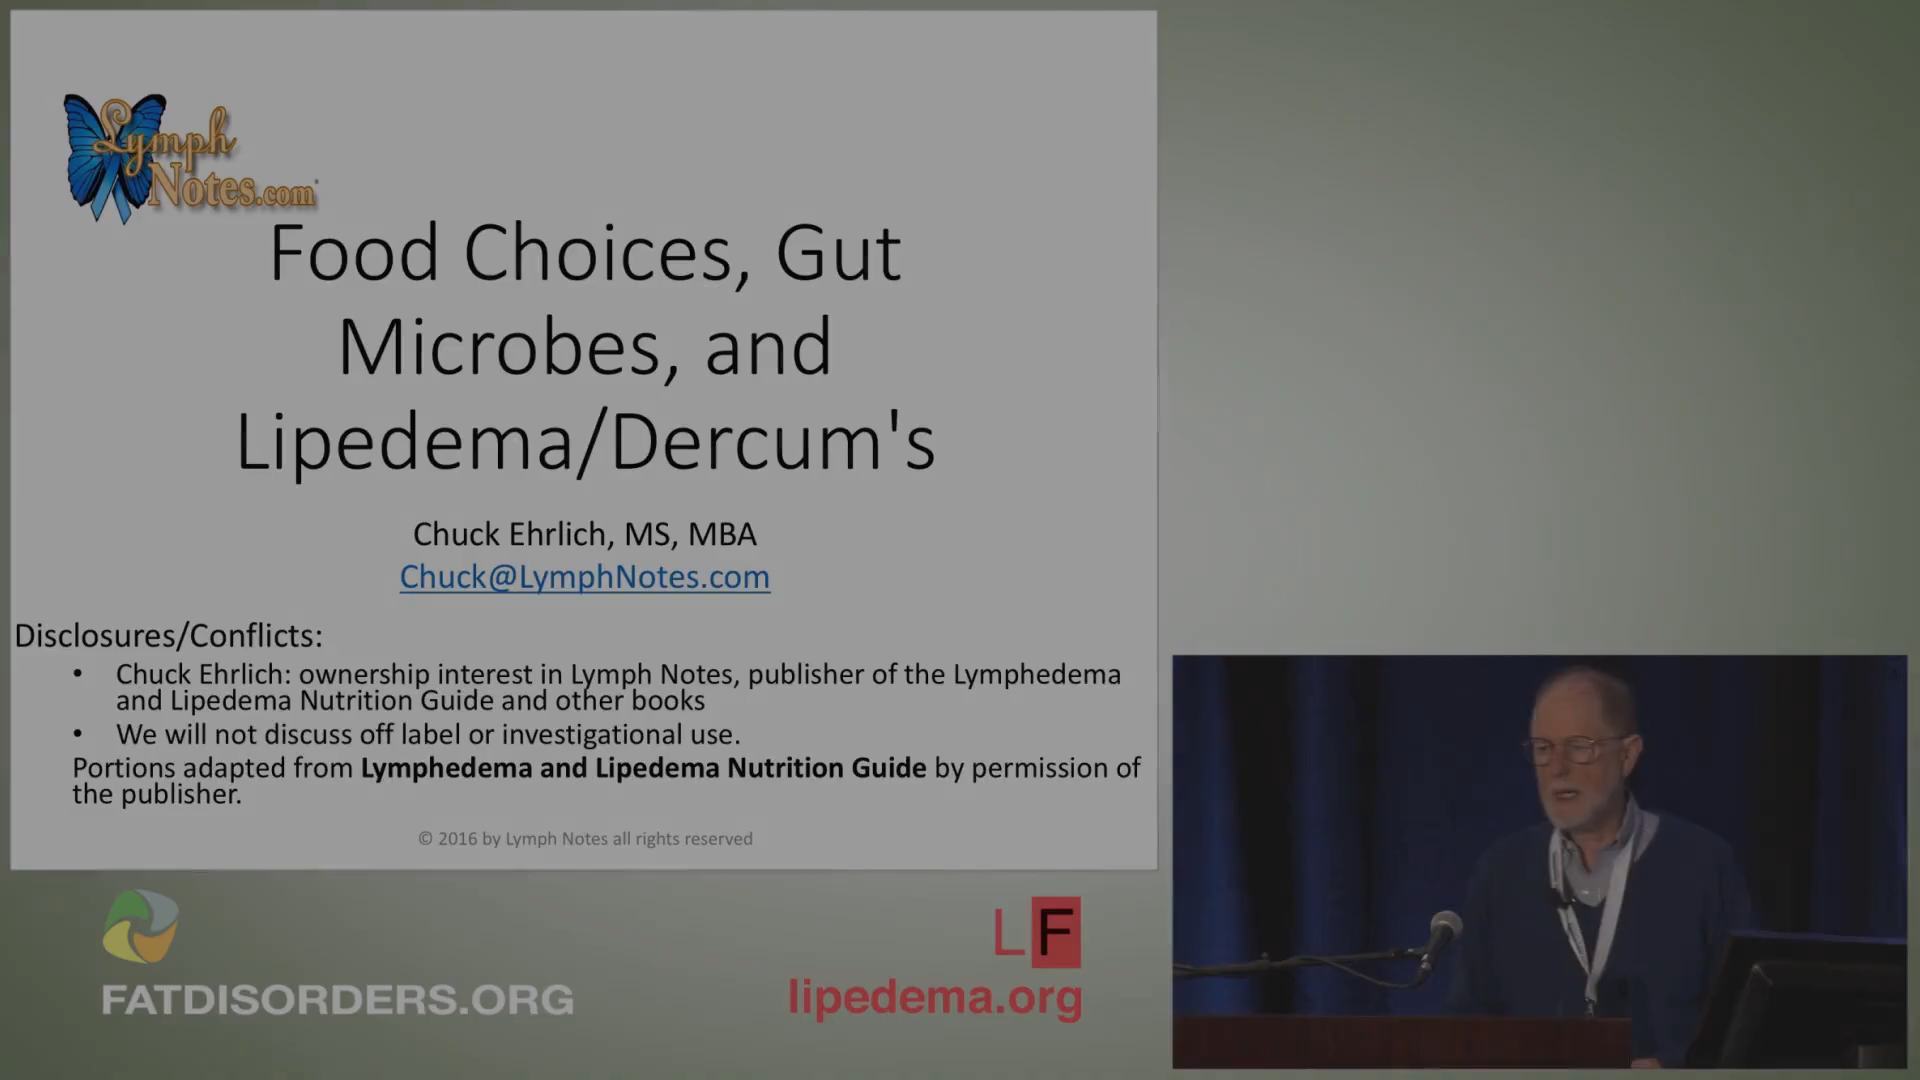 Lymph
Notes.com
Food Choices, Gut
Microbes, and
Lipedema/Dercum's
Chuck Ehrlich, MS, MBA
Chuck@LymphNotes.com
Disclosures/Conflicts:
• Chuck Ehrlich: ownership interest in Lymph Notes, publisher of the Lymphedema
and Lipedema Nutrition Guide and other books
• We will not discuss off label or investigational use.
Portions adapted from Lymphedema and Lipedema Nutrition Guide by permission of
the publisher.
© 2016 by Lymph Notes all rights reserved
FATDISORDERS.ORG
LF
lipedema.org